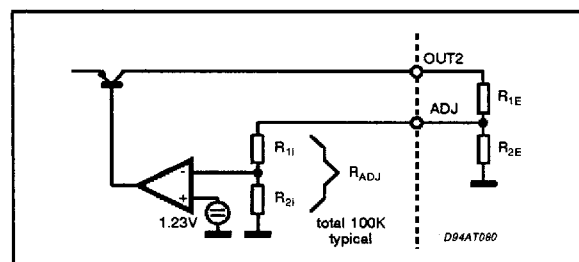 OUT2
R1E
ADJ
R1i
RADJ
R2E
-
+
R2i
1.23V
total 100K
typical
D94AT080